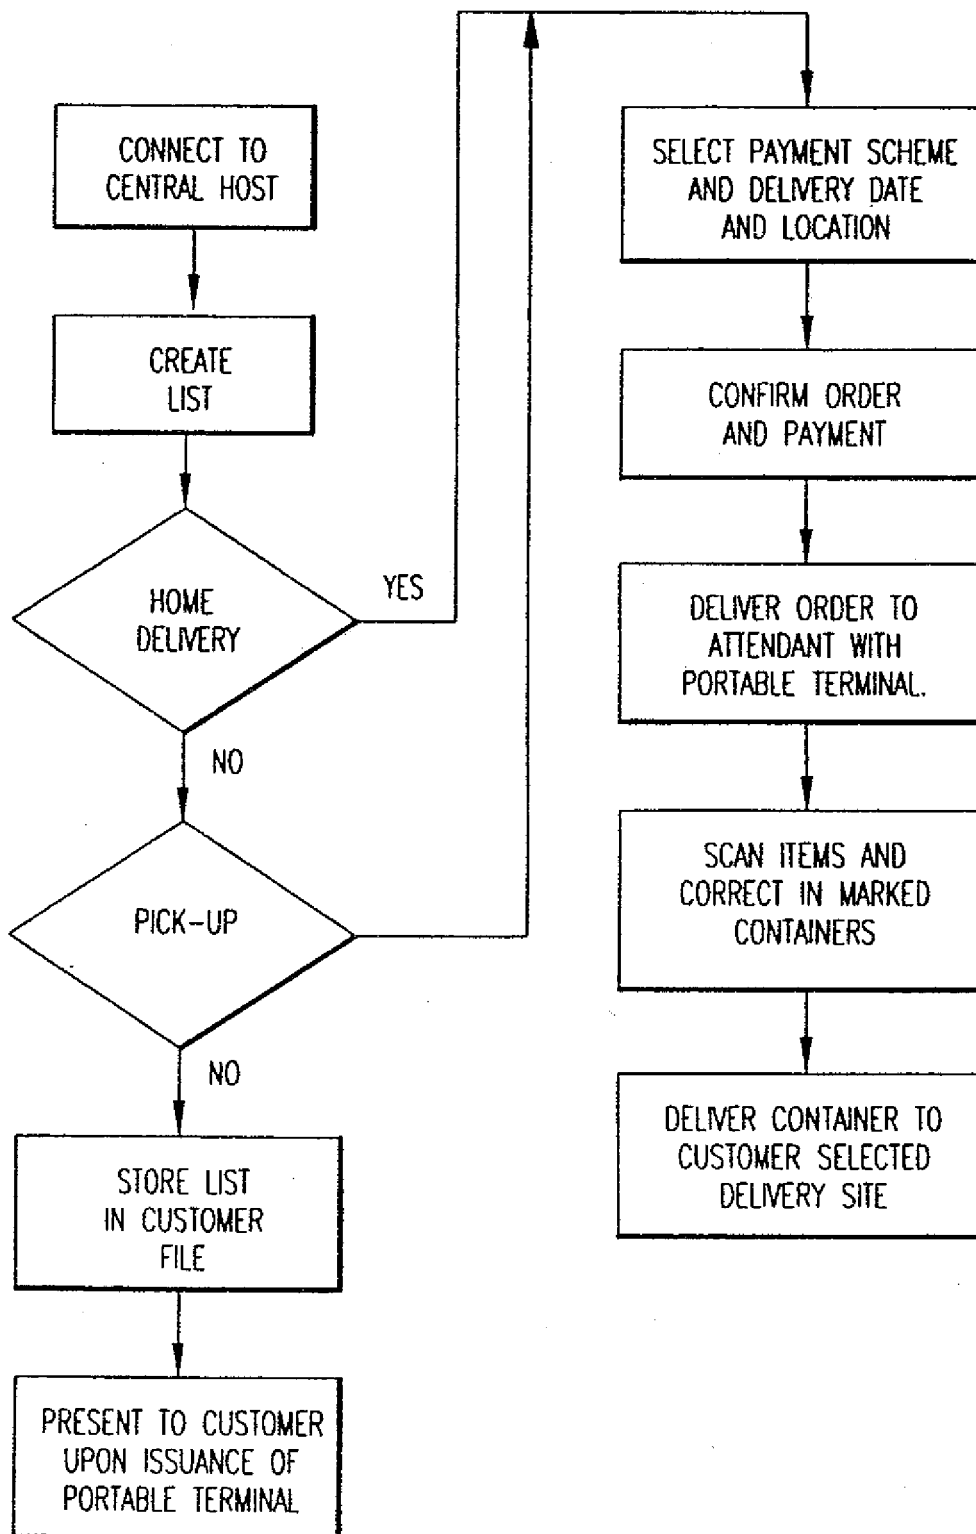 CONNECT TO
CENTRAL HOST
CREATE
LIST
HOME
DELIVERY
YES
NO
PICK-UP
NO
STORE LIST
IN CUSTOMER
FILE
PRESENT TO CUSTOMER
UPON ISSUANCE OF
PORTABLE TERMINAL
SELECT PAYMENT SCHEME
AND DELIVERY DATE
AND LOCATION
CONFIRM ORDER
AND PAYMENT
DELIVER ORDER TO
ATTENDANT WITH
PORTABLE TERMINAL.
SCAN ITEMS AND
CORRECT IN MARKED
CONTAINERS
DELIVER CONTAINER TO
CUSTOMER SELECTED
DELIVERY SITE